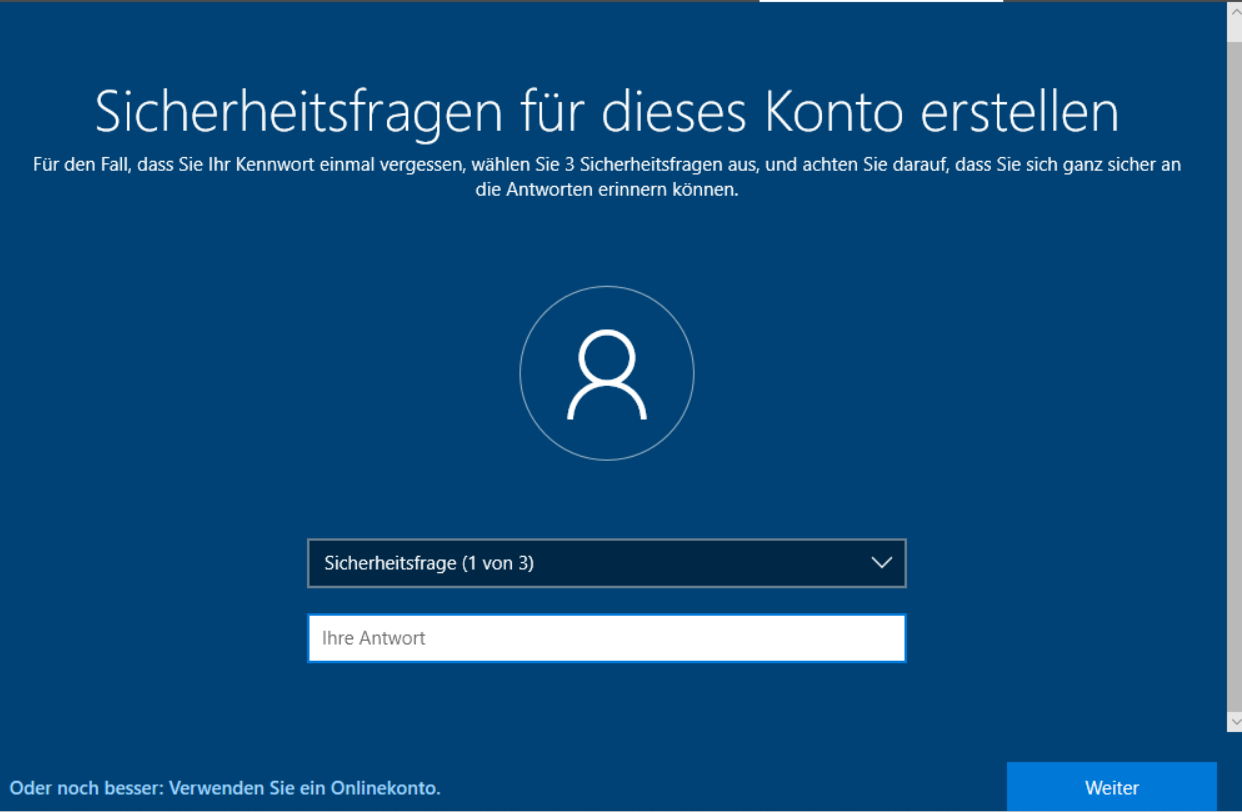 Sicherheitsfragen für dieses Konto erstellen
Für den Fall, dass Sie Ihr Kennwort einmal vergessen, wählen Sie 3 Sicherheitsfragen aus, und achten Sie darauf, dass Sie sich ganz sicher an
die Antworten erinnern können.
Sicherheitsfrage (1 von 3)
Ihre Antwort
Oder noch besser: Verwenden Sie ein Onlinekonto.
Weiter